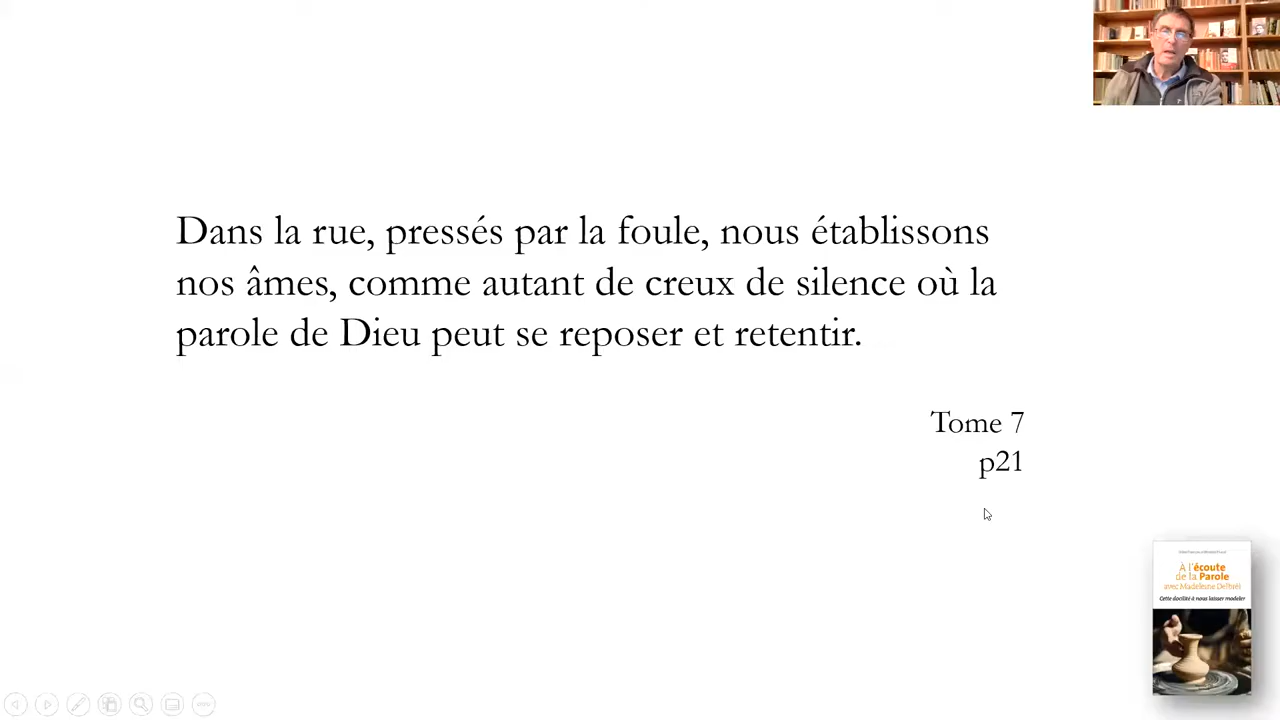 Dans la rue, pressés par la foule, nous établissons
nos âmes, comme autant de creux de silence où la
parole de Dieu peut se reposer et retentir.
Tome 7
p21
À l'écoute
de la Parole
avec Madeleine Delbrêl
Cette docilité à nous laisser modeler